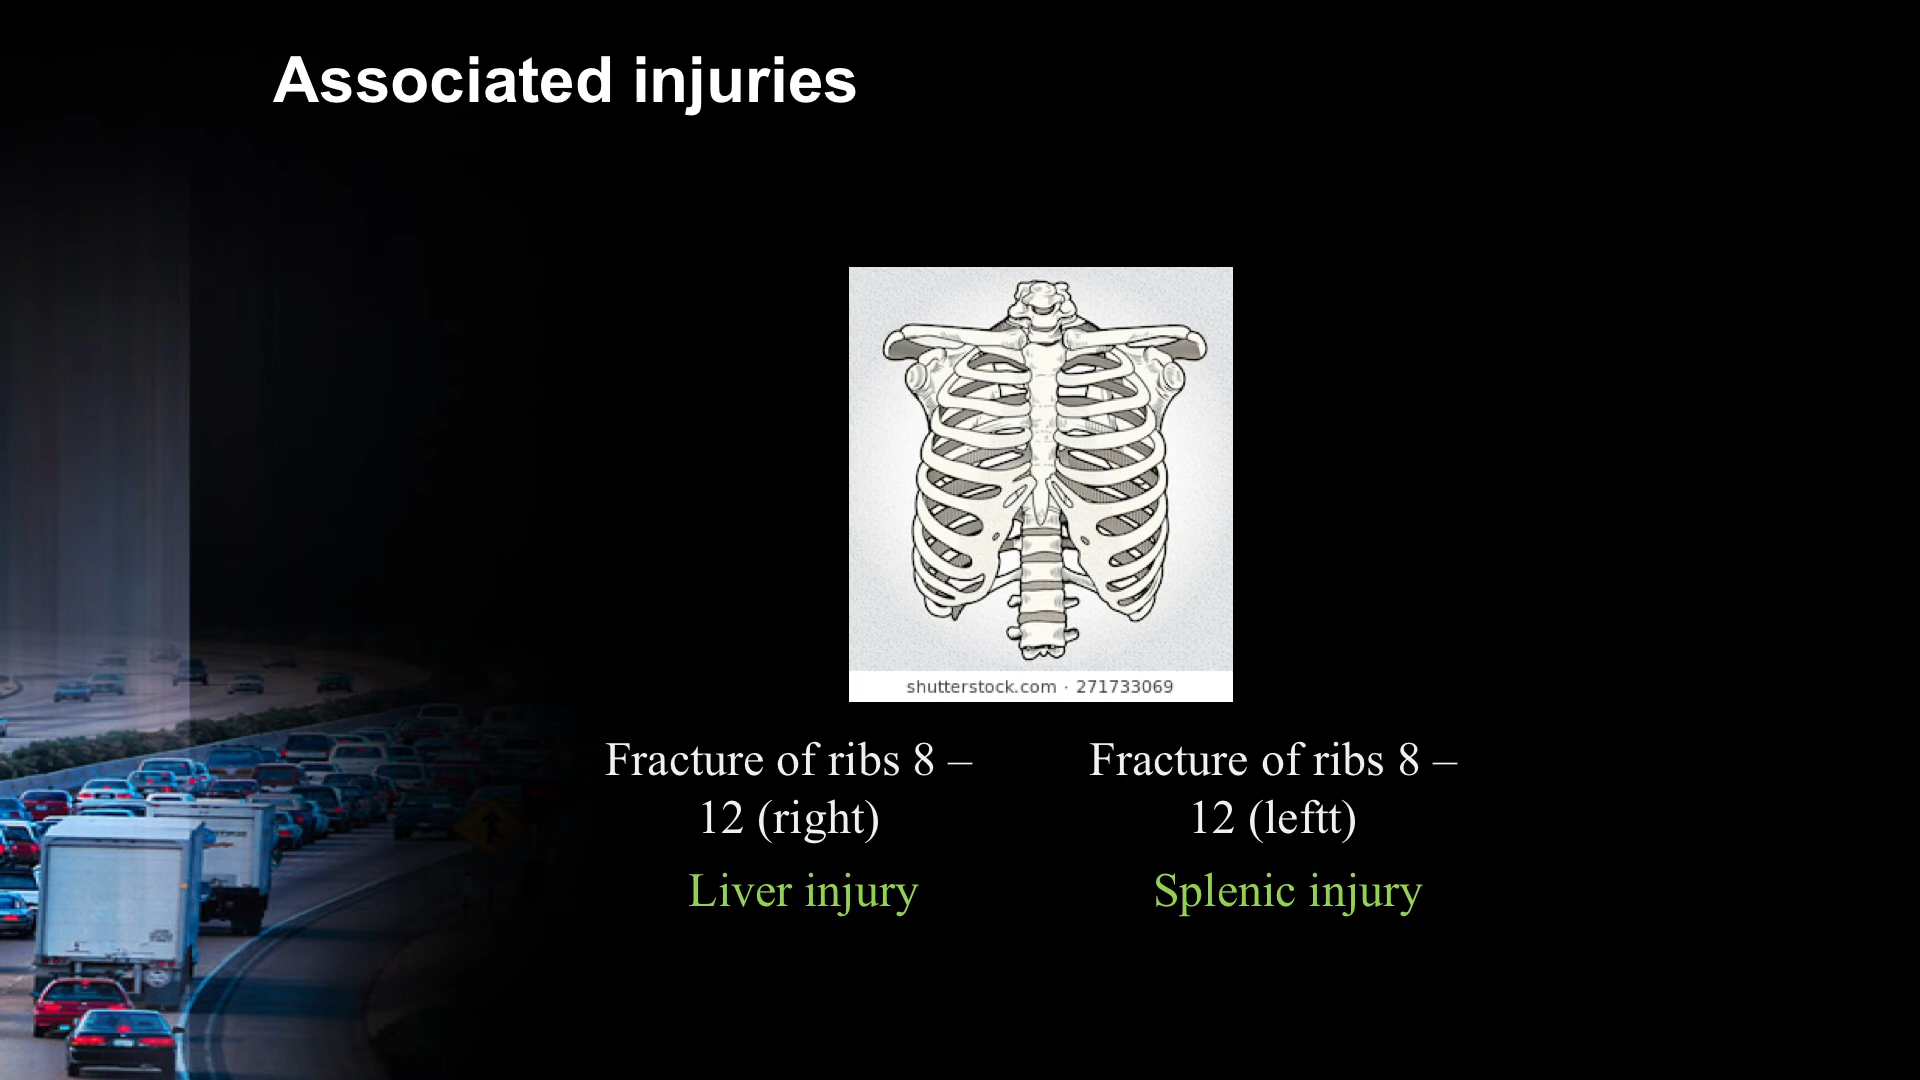 Associated injuries
shutterstock.com · 271733069
Fracture of ribs 8 –
12 (right)
Liver injury
Fracture of ribs 8 –
12 (leftt)
Splenic injury